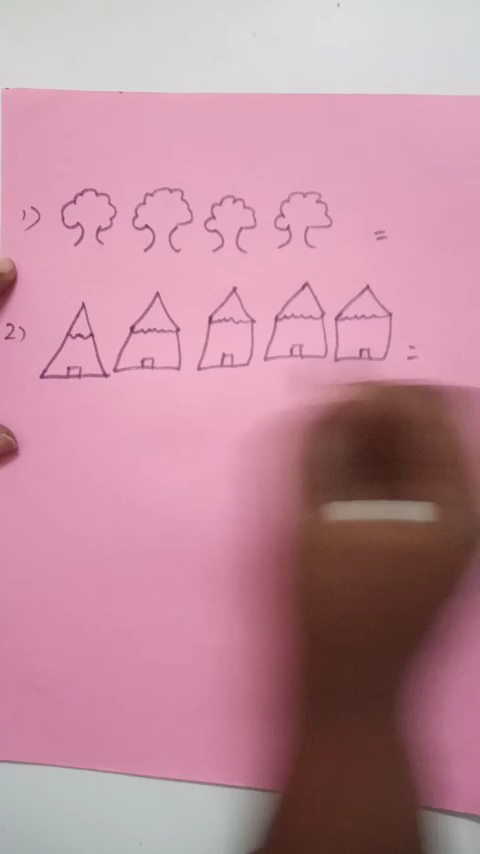 1) =
2) =